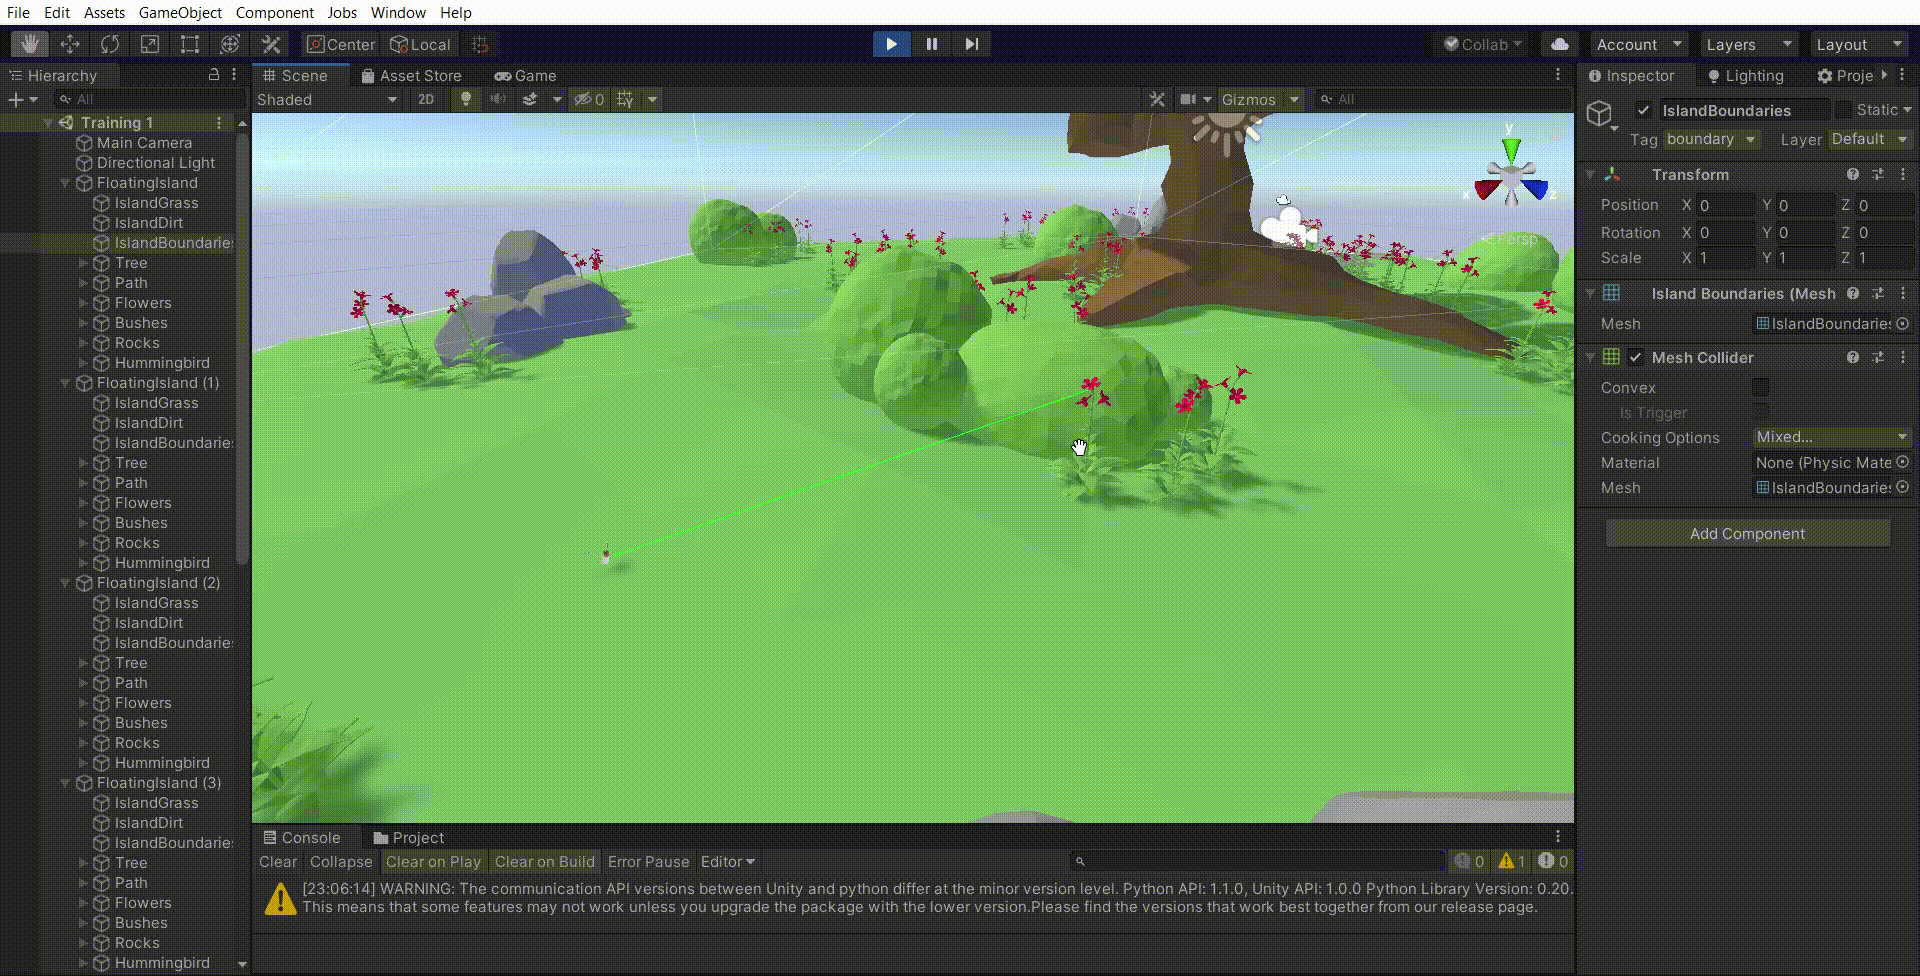 File Edit Assets GameObject Component Jobs Window Help
Center Local Collab Account Layers Layout
Hierarchy
All
Training 1
Main Camera
Directional Light
FloatingIsland
IslandGrass
IslandDirt
IslandBoundarie
Tree
Path
Flowers
Bushes
Rocks
Hummingbird
FloatingIsland (1)
IslandGrass
IslandDirt
IslandBoundarie
Tree
Path
Flowers
Bushes
Rocks
Hummingbird
FloatingIsland (2)
IslandGrass
IslandDirt
IslandBoundarie
Tree
Path
Flowers
Bushes
Rocks
Hummingbird
FloatingIsland (3)
IslandGrass
IslandDirt
IslandBoundarie
Tree
Path
Flowers
Bushes
Rocks
Hummingbird
Scene Asset Store Game
Shaded 2D 0 Gizmos All
y
x z
Persp
Console Project
Clear Collapse Clear on Play Clear on Build Error Pause Editor 0 1 0
[23:06:14] WARNING: The communication API versions between Unity and python differ at the minor version level. Python API: 1.1.0, Unity API: 1.0.0 Python Library Version: 0.20.
This means that some features may not work unless you upgrade the package with the lower version.Please find the versions that work best together from our release page.
Inspector Lighting Proje
IslandBoundaries Static
Tag boundary Layer Default
Transform
Position X 0 Y 0 Z 0
Rotation X 0 Y 0 Z 0
Scale X 1 Y 1 Z 1
Island Boundaries (Mesh
Mesh IslandBoundaries
Mesh Collider
Convex
Is Trigger
Cooking Options Mixed...
Material None (Physic Mate
Mesh IslandBoundaries
Add Component